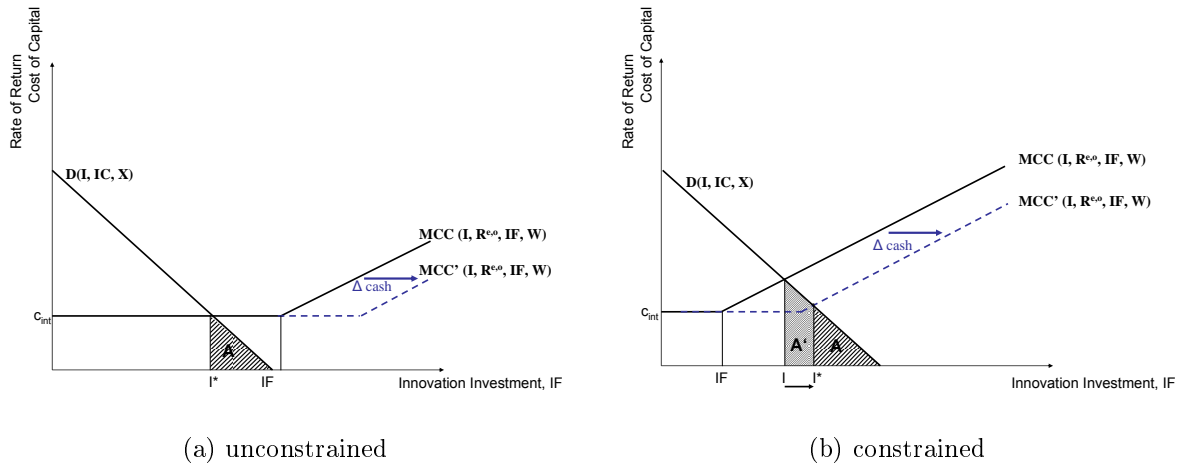 Rate of Return
Cost of Capital
D(I, IC, X)
MCC (I, Rᵉ,ᵒ, IF, W)
MCC’ (I, Rᵉ,ᵒ, IF, W)
Δ cash
c_int
A
I*
IF
Innovation Investment, IF
(a) unconstrained
Rate of Return
Cost of Capital
D(I, IC, X)
MCC (I, Rᵉ,ᵒ, IF, W)
MCC’ (I, Rᵉ,ᵒ, IF, W)
Δ cash
c_int
A‘
A
IF
I
I*
Innovation Investment, IF
(b) constrained